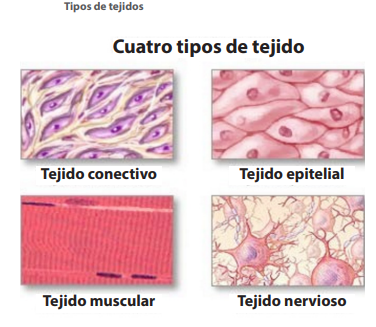 Tipos de tejidos
Cuatro tipos de tejido
Tejido conectivo
Tejido epitelial
Tejido muscular
Tejido nervioso